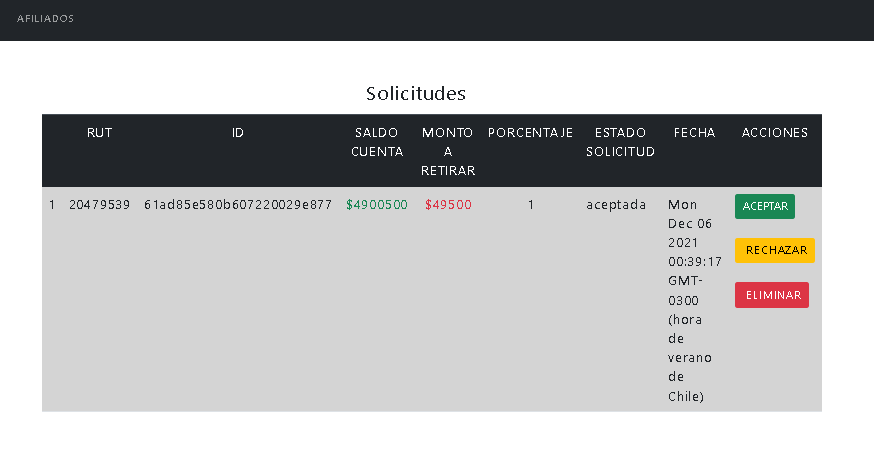 AFILIADOS
Solicitudes
RUT ID SALDO CUENTA MONTO A RETIRAR PORCENTAJE ESTADO SOLICITUD FECHA ACCIONES
1 20479539 61ad85e580b607220029e877 $4900500 $49500 1 aceptada Mon Dec 06 2021 00:39:17 GMT-0300 (hora de verano de Chile)
ACEPTAR
RECHAZAR
ELIMINAR